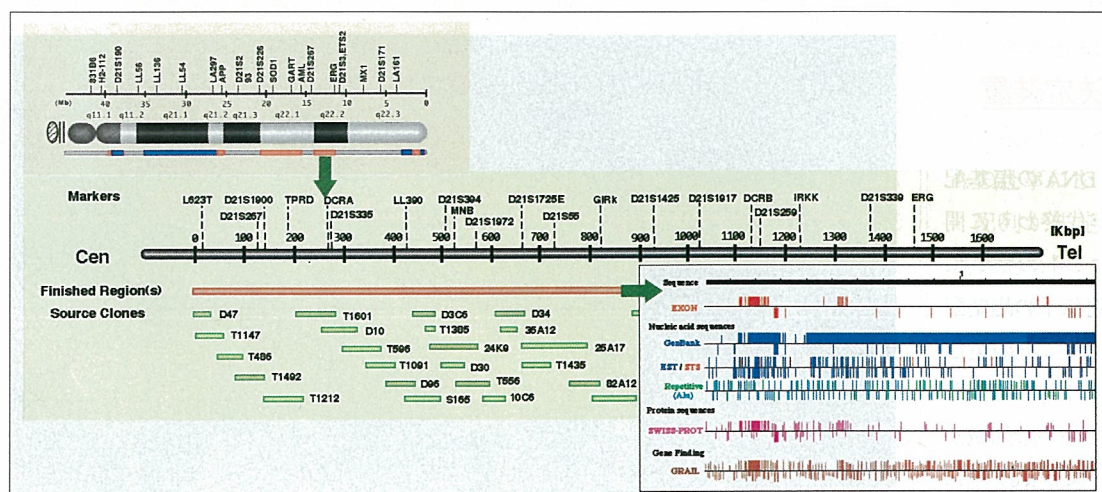 831B6 H2-112 D21S190 LL56 LL136 LL54 LA297 APP D21S2 93 D21S226 SOD1 GART AML D21S267 ERG D21S3,ETS2 MX1 D21S171 LA161
(Mb) 40 35 30 25 20 15 10 0
q11.1 q11.2 q21.1 q21.2 q21.3 q22.1 q22.2 q22.3
Markers
L623T D21S1900 TPRD DCRA LL390 D21S394 D21S1725E GIRk D21S1425 D21S1917 DCRB IRKK D21S339 ERG
D21S267 D21S335 MNB D21S1972 D21S55 D21S259
0 100 200 300 400 500 600 700 800 900 1000 1100 1200 1300 1400 1500 1600 [Kbp]
Cen Tel
Finished Region(s)
Source Clones
D47 T1601 D3C6 D34
T1147 D10 T1385 35A12
T485 T596 24K9 25A17
T1492 T1091 D30 T1435
D96 T556 82A12
T1212 S165 10C6
1
Sequence
EXON
Nucleic acid sequences
GenBank
EST / STS
Repetitive
(Alu)
Protein sequences
SWISS-PROT
Gene Finding
GRAIL